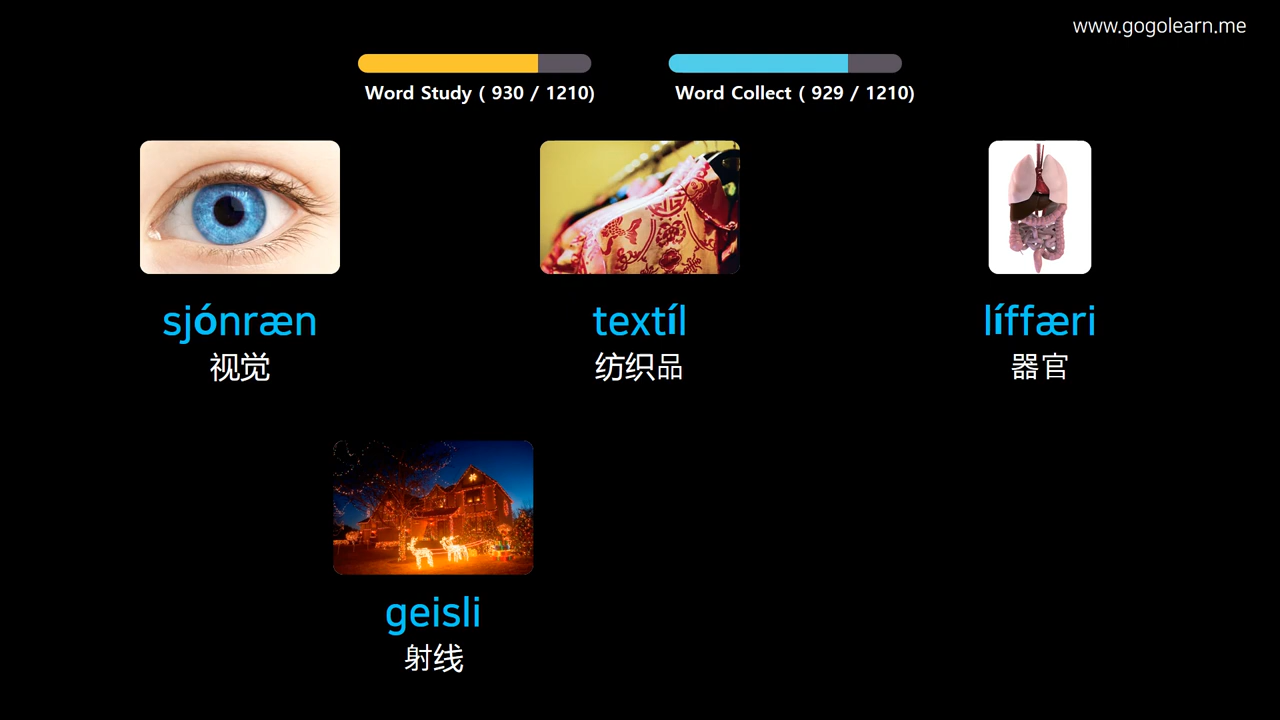 www.gogolearn.me
Word Study ( 930 / 1210)
Word Collect ( 929 / 1210)
sjónræn
视觉
textíl
纺织品
líffæri
器官
geisli
射线